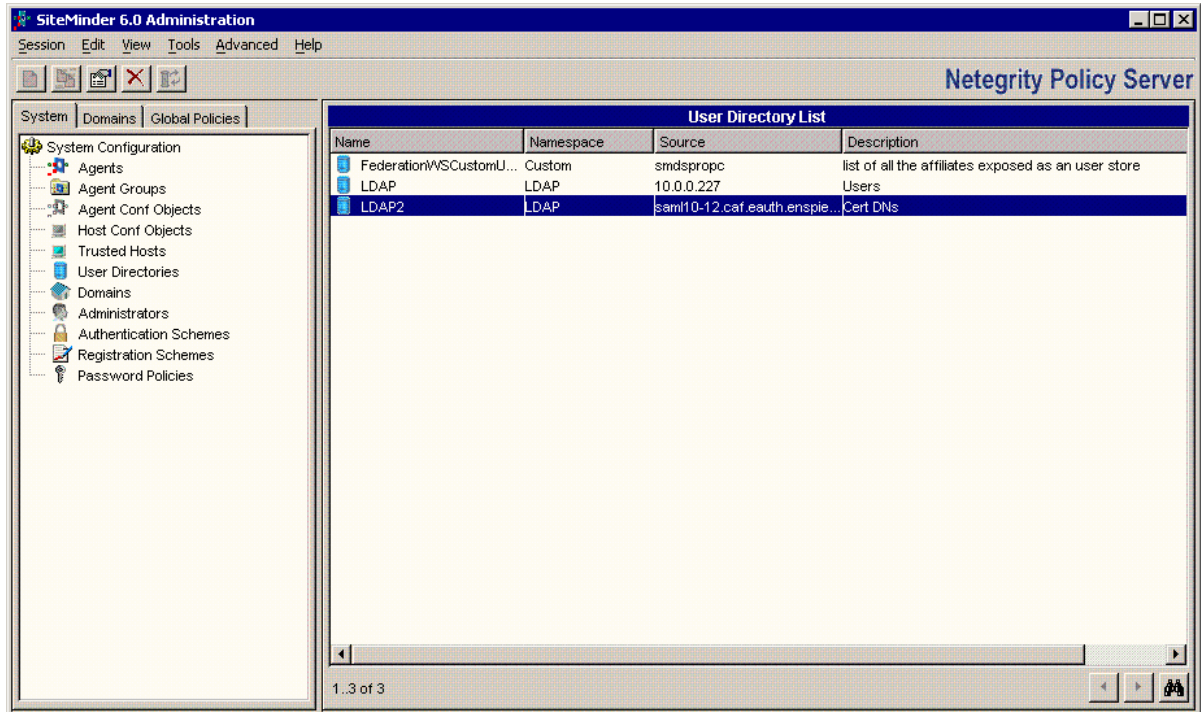 SiteMinder 6.0 Administration
Session Edit View Tools Advanced Help
Netegrity Policy Server
System Domains Global Policies
System Configuration
Agents
Agent Groups
Agent Conf Objects
Host Conf Objects
Trusted Hosts
User Directories
Domains
Administrators
Authentication Schemes
Registration Schemes
Password Policies
User Directory List
Name Namespace Source Description
FederationWSCustomU... Custom smdspropc list of all the affiliates exposed as an user store
LDAP LDAP 10.0.0.227 Users
LDAP2 LDAP saml10-12.caf.eauth.enspie... Cert DNs
1..3 of 3